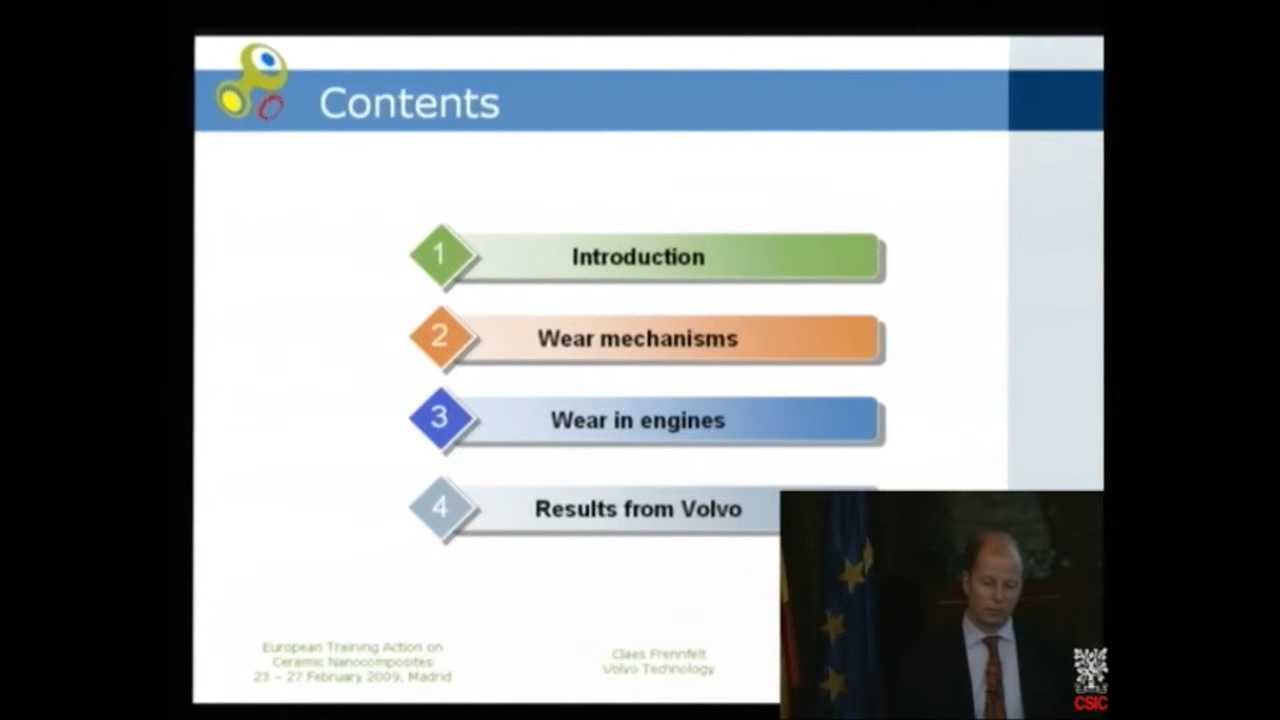 Contents
1 Introduction
2 Wear mechanisms
3 Wear in engines
4 Results from Volvo
European Training Action on
Ceramic Nanocomposites
23 – 27 February 2009, Madrid
Claes Frennfelt
Volvo Technology
CSIC